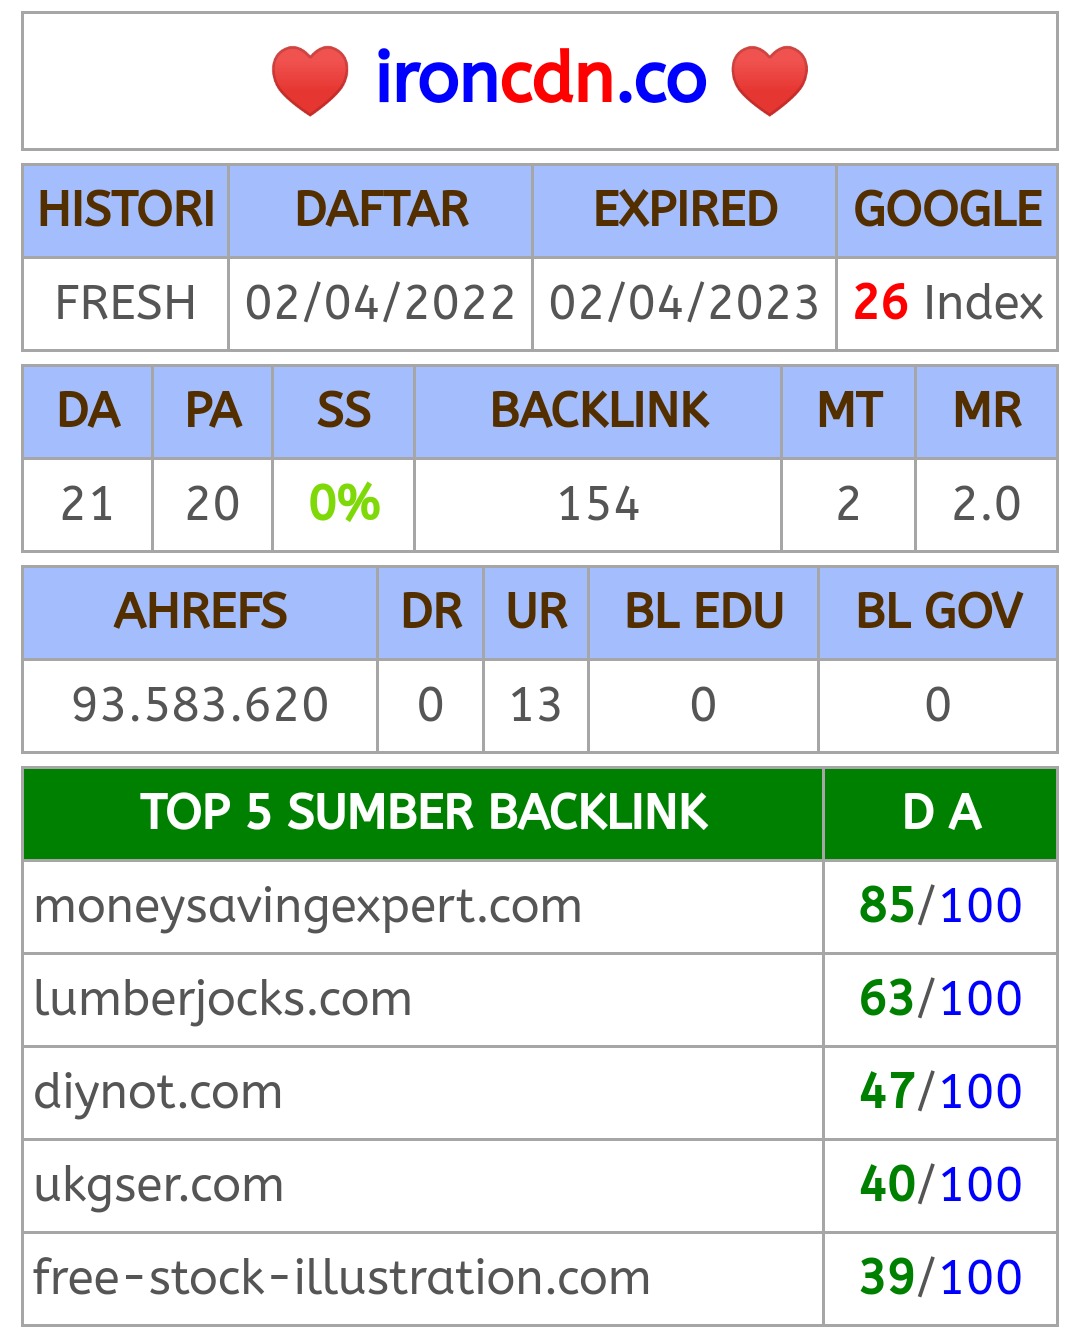 ironcdn.co
HISTORI DAFTAR EXPIRED GOOGLE
FRESH 02/04/2022 02/04/2023 26 Index
DA PA SS BACKLINK MT MR
21 20 0% 154 2 2.0
AHREFS DR UR BL EDU BL GOV
93.583.620 0 13 0 0
TOP 5 SUMBER BACKLINK D A
moneysavingexpert.com 85/100
lumberjocks.com 63/100
diynot.com 47/100
ukgser.com 40/100
free-stock-illustration.com 39/100